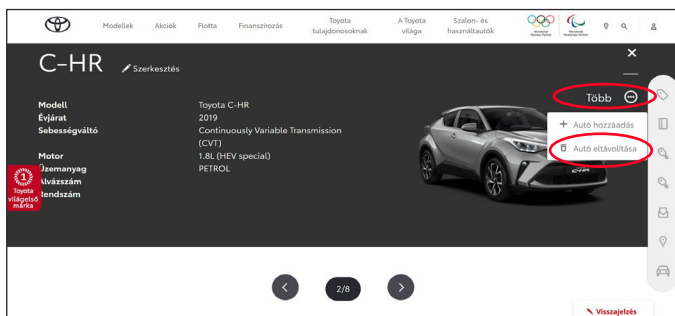 Modellek Akciók Flotta Finanszírozás Toyota tulajdonosoknak A Toyota világa Szalon- és használtautók
C-HR Szerkesztés
Több
Autó hozzáadás
Autó eltávolítása
Modell Toyota C-HR
Évjárat 2019
Sebességváltó Continuously Variable Transmission
(CVT)
Motor 1.8L (HEV special)
Üzemanyag PETROL
Alvázszám
Rendszám
1
Toyota
világelső
márka
2/8
Visszajelzés